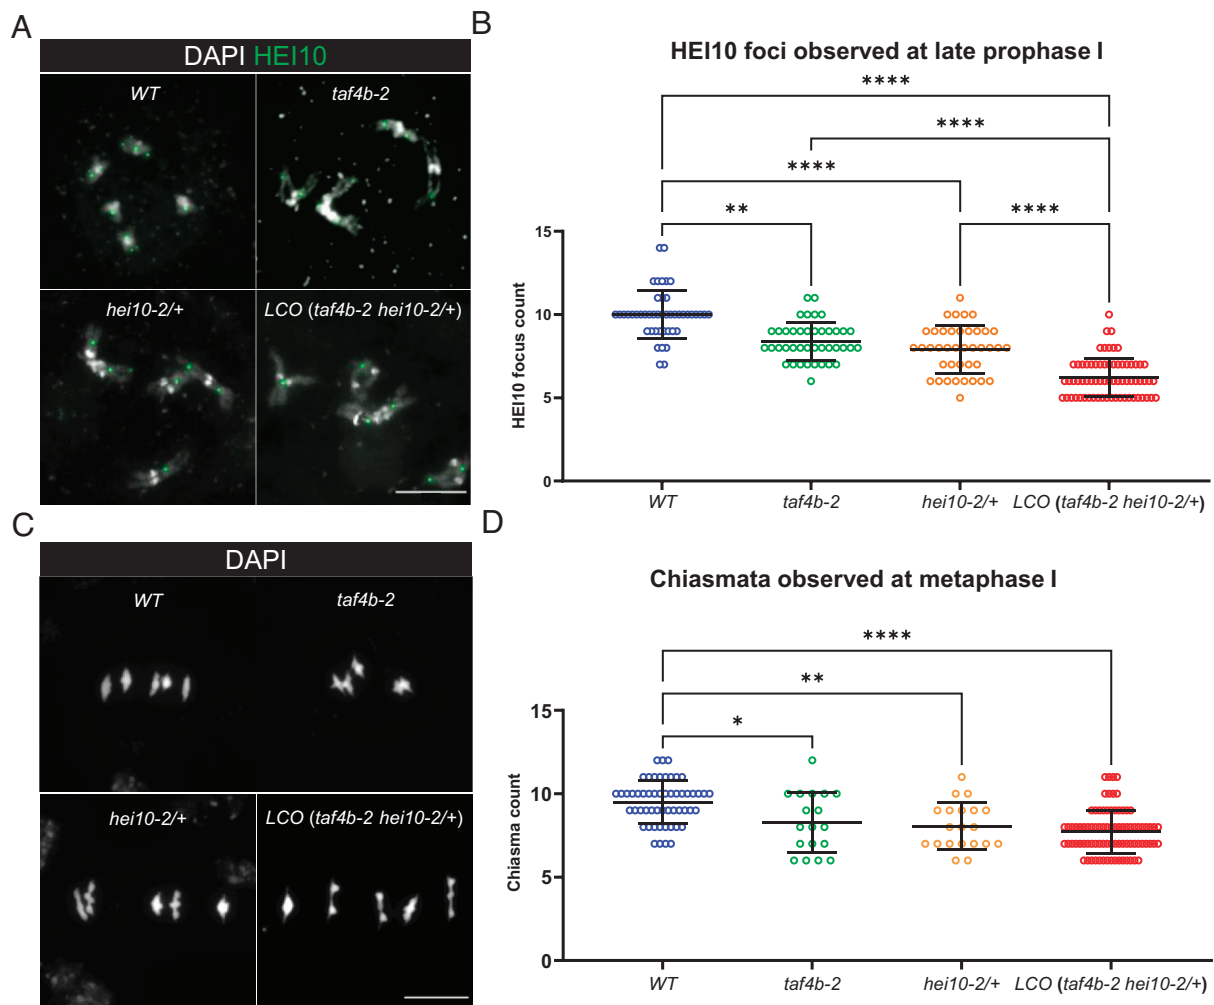 A
DAPI HEI10
WT
taf4b-2
hei10-2/+
LCO (taf4b-2 hei10-2/+)
B
HEI10 foci observed at late prophase I
****
****
****
**
****
15
10
5
0
HEI10 focus count
WT
taf4b-2
hei10-2/+
LCO (taf4b-2 hei10-2/+)
C
DAPI
WT
taf4b-2
hei10-2/+
LCO (taf4b-2 hei10-2/+)
D
Chiasmata observed at metaphase I
****
**
*
15
10
5
0
Chiasma count
WT
taf4b-2
hei10-2/+
LCO (taf4b-2 hei10-2/+)